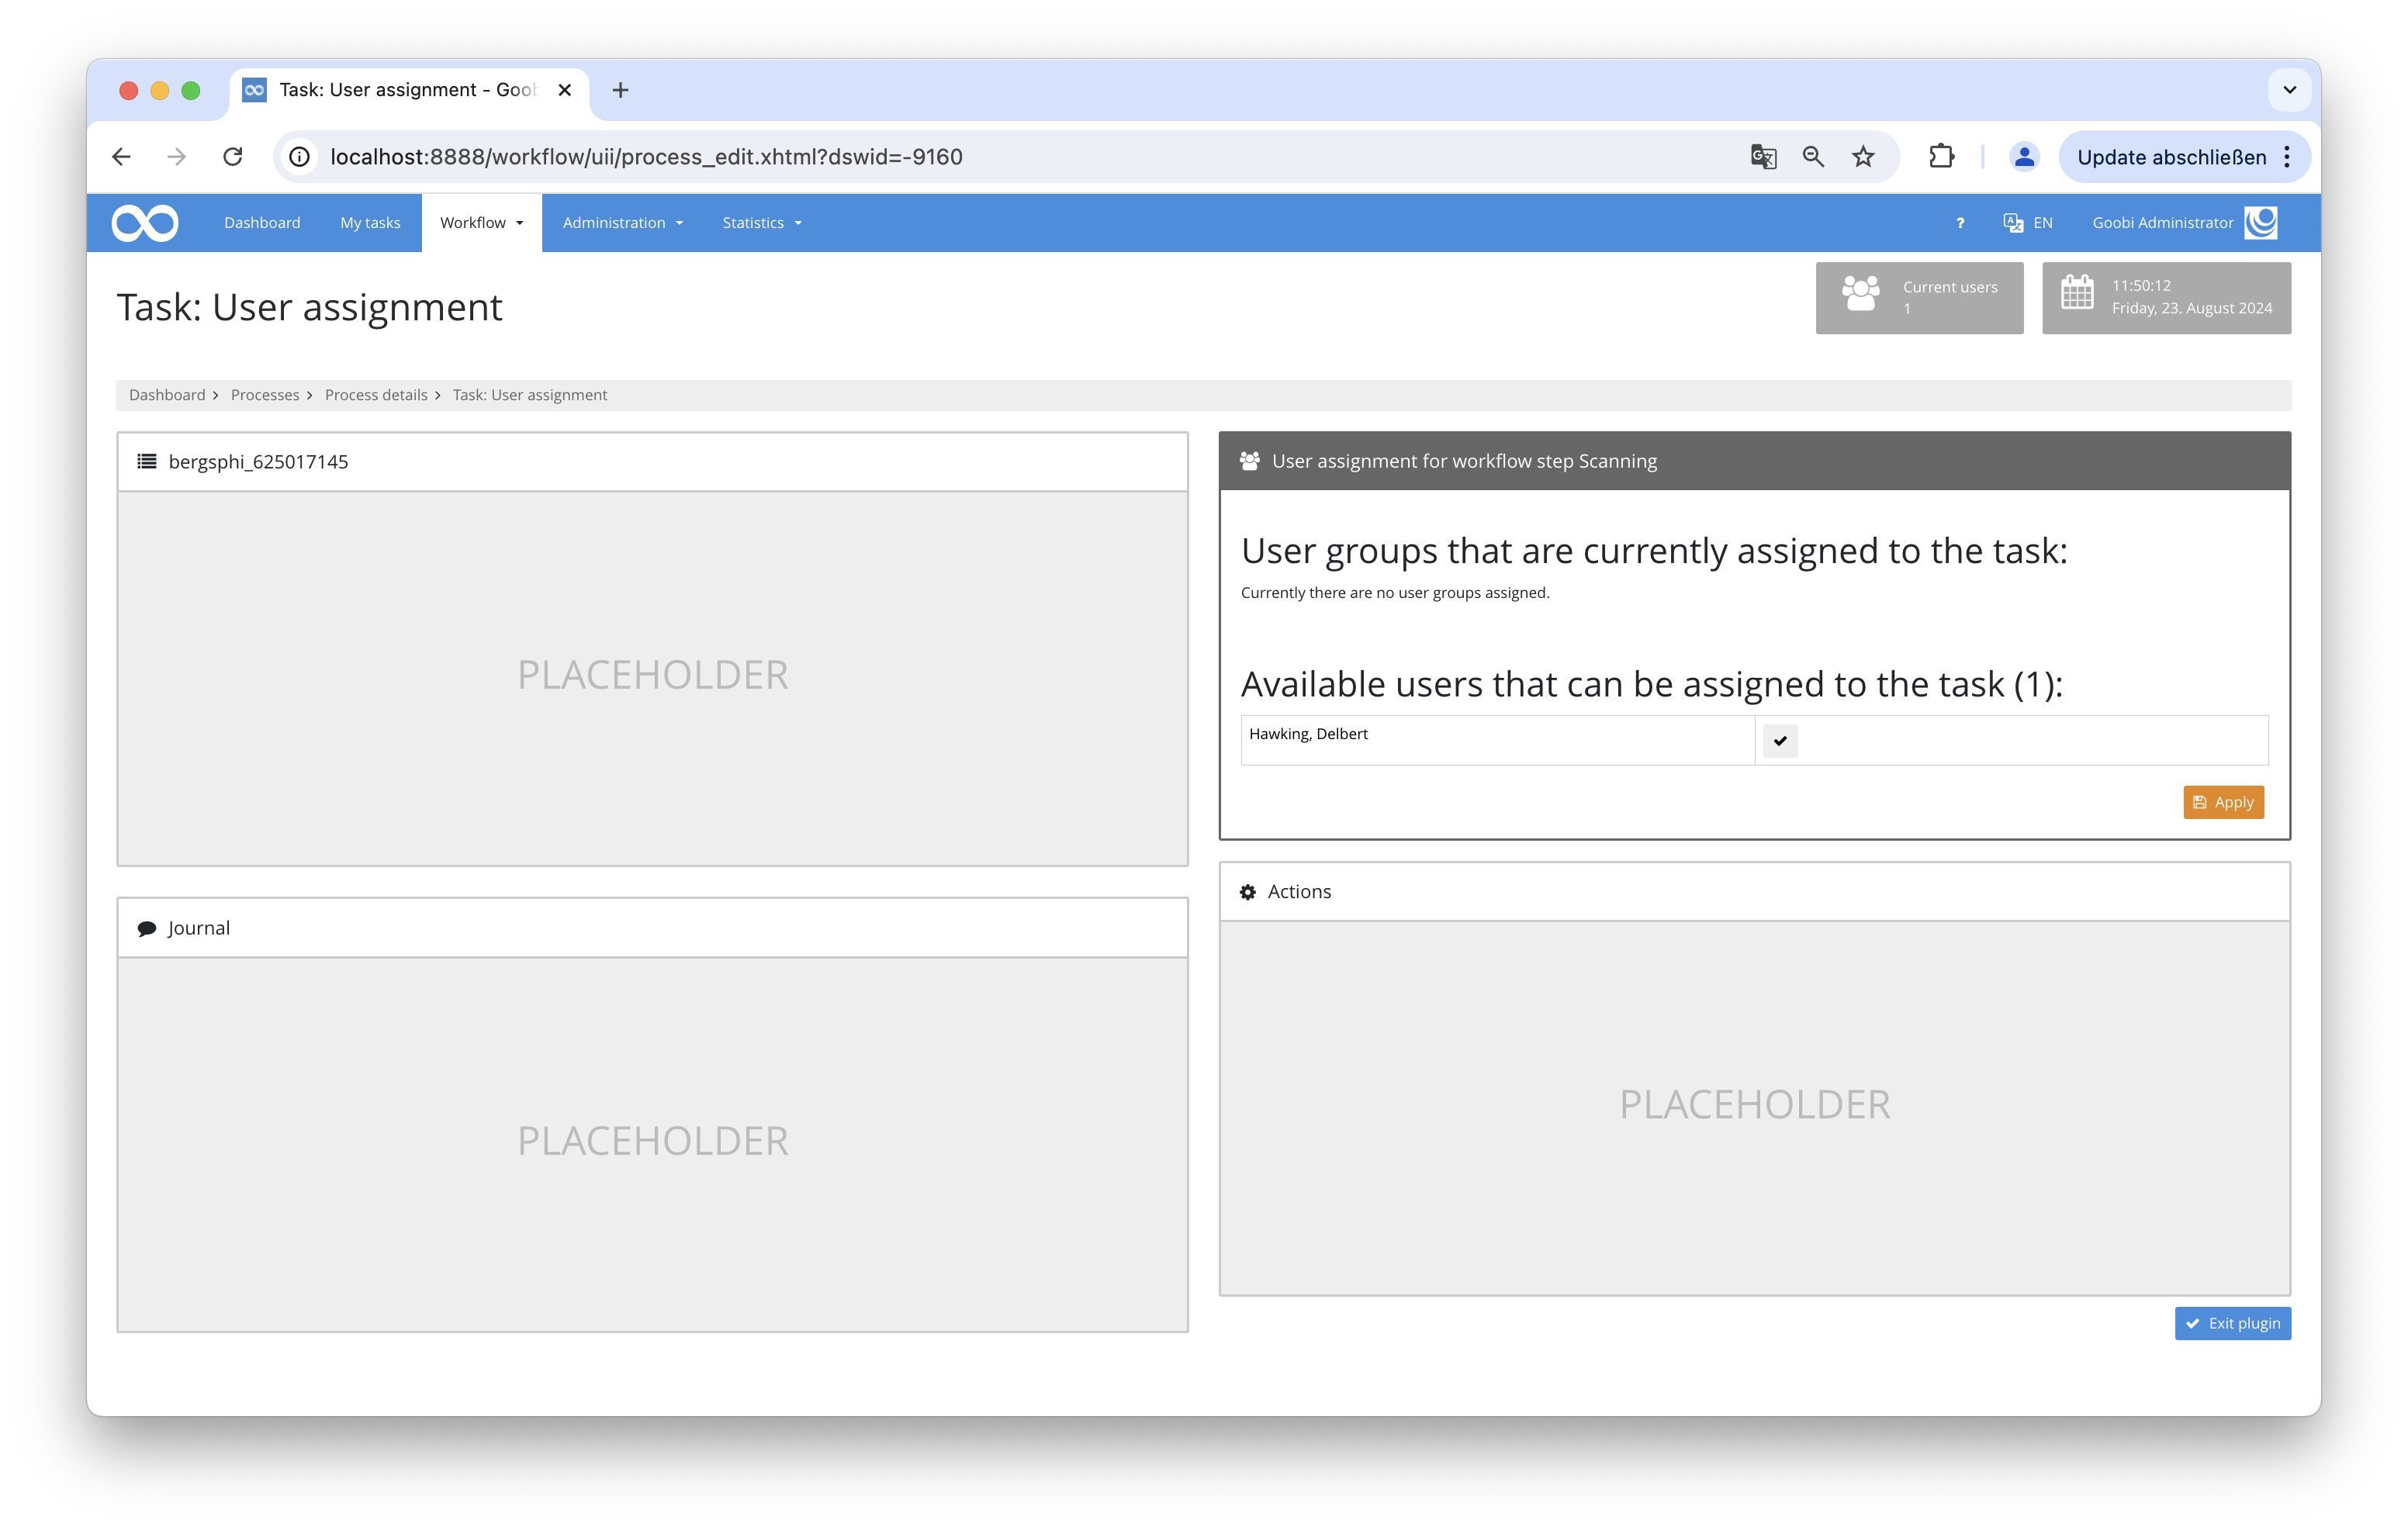 Task: User assignment - Goo
localhost:8888/workflow/uii/process_edit.xhtml?dswid=-9160
Update abschließen
Dashboard
My tasks
Workflow
Administration
Statistics
?
EN
Goobi Administrator
Task: User assignment
Current users
1
11:50:12
Friday, 23. August 2024
Dashboard > Processes > Process details > Task: User assignment
bergsphi_625017145
PLACEHOLDER
Journal
PLACEHOLDER
User assignment for workflow step Scanning
User groups that are currently assigned to the task:
Currently there are no user groups assigned.
Available users that can be assigned to the task (1):
Hawking, Delbert
Apply
Actions
PLACEHOLDER
Exit plugin